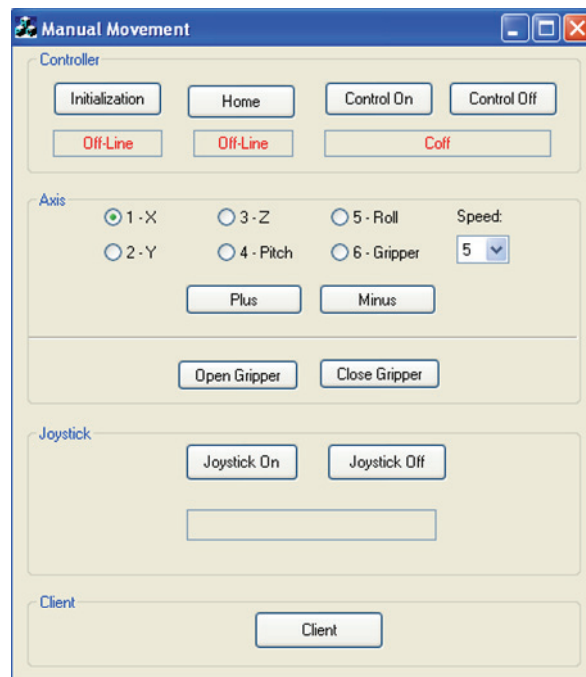 Manual Movement
Controller
Initialization Home Control On Control Off
Off-Line Off-Line Coff
Axis
1 - X 3 - Z 5 - Roll Speed:
2 - Y 4 - Pitch 6 - Gripper 5
Plus Minus
Open Gripper Close Gripper
Joystick
Joystick On Joystick Off
Client
Client